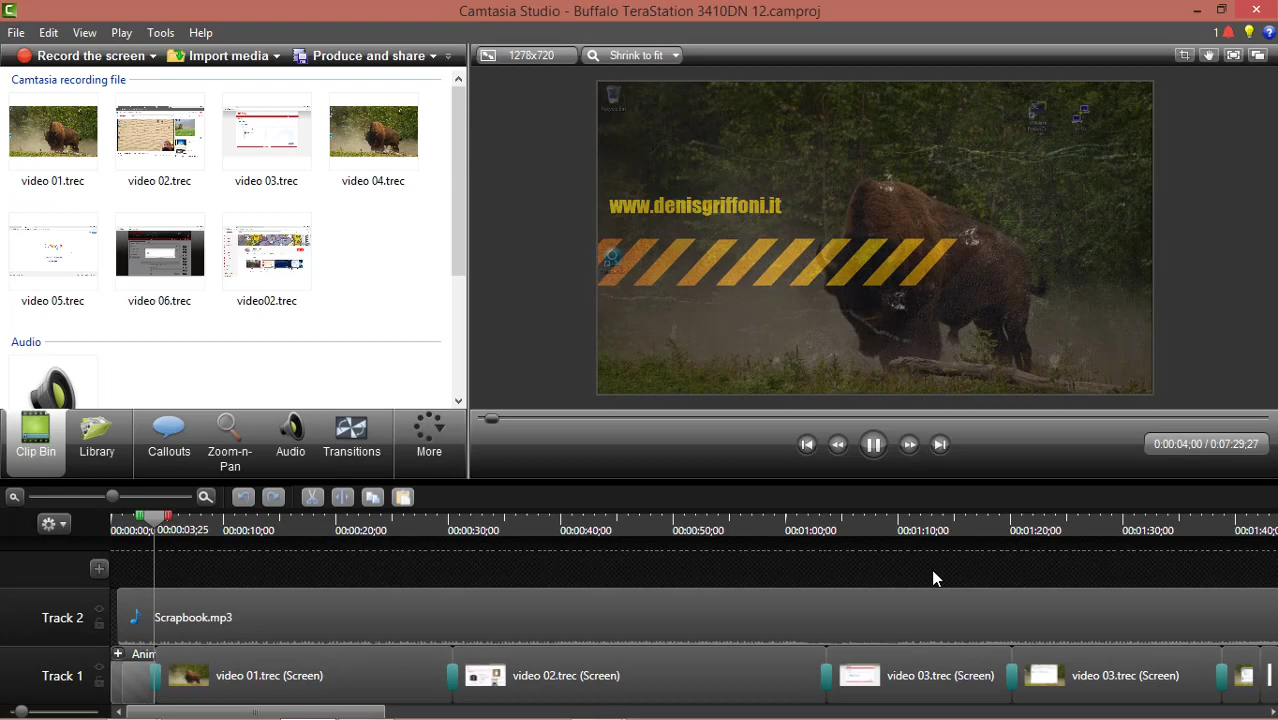 Camtasia Studio - Buffalo TeraStation 3410DN 12.camproj
File Edit View Play Tools Help 1
Record the screen Import media Produce and share 1278x720 Shrink to fit
Camtasia recording file
video 01.trec video 02.trec video 03.trec video 04.trec
video 05.trec video 06.trec video02.trec
Audio
www.denisgriffoni.it
Clip Bin Library Callouts Zoom-n-Pan Audio Transitions More
0:00:04;00 / 0:07:29;27
00:00:0 00:00:03;25 00:00:10;00 00:00:20;00 00:00:30;00 00:00:40;00 00:00:50;00 00:01:00;00 00:01:10;00 00:01:20;00 00:01:30;00 00:01:40;
Track 2 Scrapbook.mp3
Anim
Track 1 video 01.trec (Screen) video 02.trec (Screen) video 03.trec (Screen) video 03.trec (Screen)